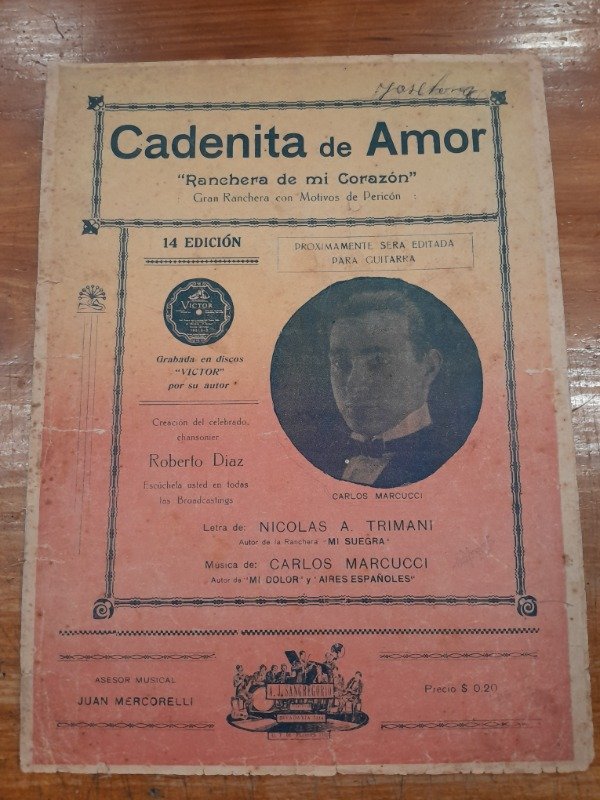 Cadenita de Amor
"Ranchera de mi Corazón"
: Gran Ranchera con Motivos de Pericón :
14 EDICIÓN
PROXIMAMENTE SERA EDITADA
PARA GUITARRA
VICTOR
Grabada en discos
"VICTOR"
por su autor
Creacion del celebrado,
chansonier
Roberto Diaz
Escúchela usted en todas
las Broadcastings
CARLOS MARCUCCI
Letra de: NICOLAS A. TRIMANI
Autor de la Ranchera "MI SUEGRA"
Música de: CARLOS MARCUCCI
Autor de "MI DOLOR" y "AIRES ESPAÑOLES"
ASESOR MUSICAL
JUAN MERCORELLI
A. J. SANGREGORIO
Precio $ 0.20